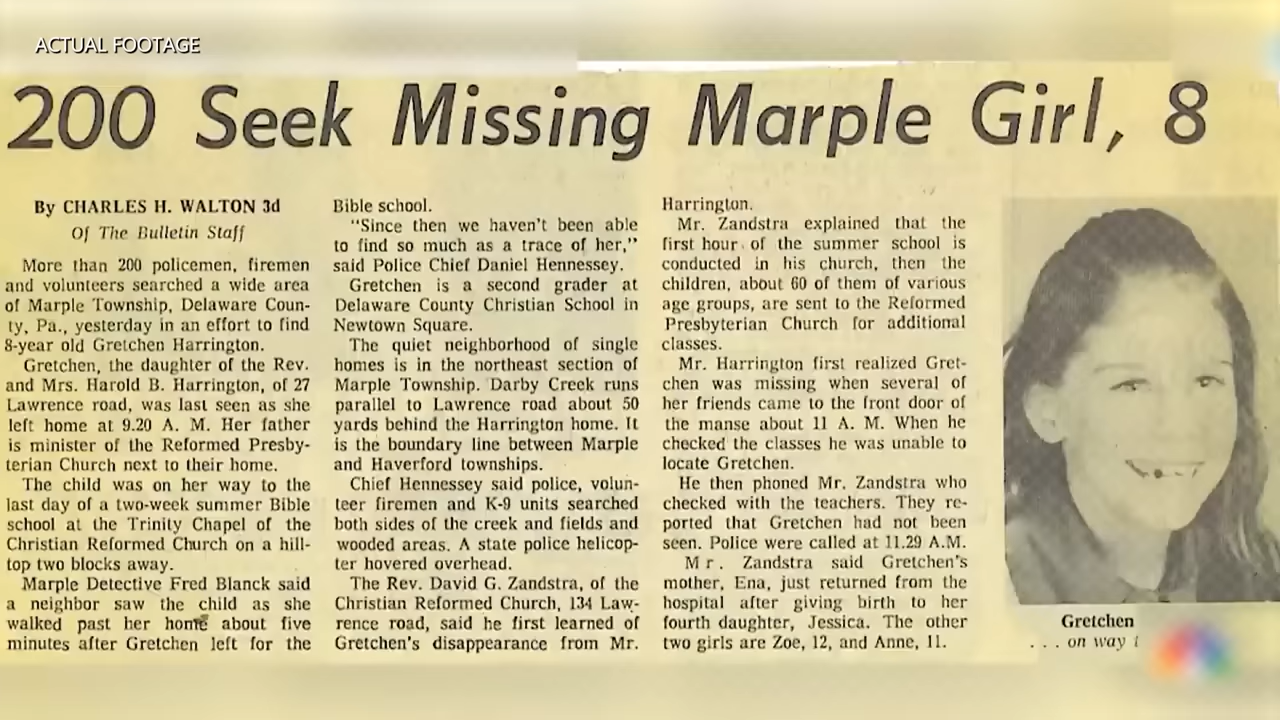 ACTUAL FOOTAGE
200 Seek Missing Marple Girl, 8
By CHARLES H. WALTON 3d
Of The Bulletin Staff
More than 200 policemen, firemen
and volunteers searched a wide area
of Marple Township, Delaware Coun-
ty, Pa., yesterday in an effort to find
8-year old Gretchen Harrington.
Gretchen, the daughter of the Rev.
and Mrs. Harold B. Harrington, of 27
Lawrence road, was last seen as she
left home at 9.20 A. M. Her father
is minister of the Reformed Presby-
terian Church next to their home.
The child was on her way to the
last day of a two-week summer Bible
school at the Trinity Chapel of the
Christian Reformed Church on a hill-
top two blocks away.
Marple Detective Fred Blanck said
a neighbor saw the child as she
walked past her home about five
minutes after Gretchen left for the
Bible school.
"Since then we haven't been able
to find so much as a trace of her,"
said Police Chief Daniel Hennessey.
Gretchen is a second grader at
Delaware County Christian School in
Newtown Square.
The quiet neighborhood of single
homes is in the northeast section of
Marple Township. Darby Creek runs
parallel to Lawrence road about 50
yards behind the Harrington home. It
is the boundary line between Marple
and Haverford townships.
Chief Hennessey said police, volun-
teer firemen and K-9 units searched
both sides of the creek and fields and
wooded areas. A state police helicop-
ter hovered overhead.
The Rev. David G. Zandstra, of the
Christian Reformed Church, 134 Law-
rence road, said he first learned of
Gretchen's disappearance from Mr.
Harrington.
Mr. Zandstra explained that the
first hour of the summer school is
conducted in his church, then the
children, about 60 of them of various
age groups, are sent to the Reformed
Presbyterian Church for additional
classes.
Mr. Harrington first realized Gret-
chen was missing when several of
her friends came to the front door of
the manse about 11 A. M. When he
checked the classes he was unable to
locate Gretchen.
He then phoned Mr. Zandstra who
checked with the teachers. They re-
ported that Gretchen had not been
seen. Police were called at 11.29 A.M.
Mr. Zandstra said Gretchen's
mother, Ena, just returned from the
hospital after giving birth to her
fourth daughter, Jessica. The other
two girls are Zoe, 12, and Anne, 11.
Gretchen
. . . on way